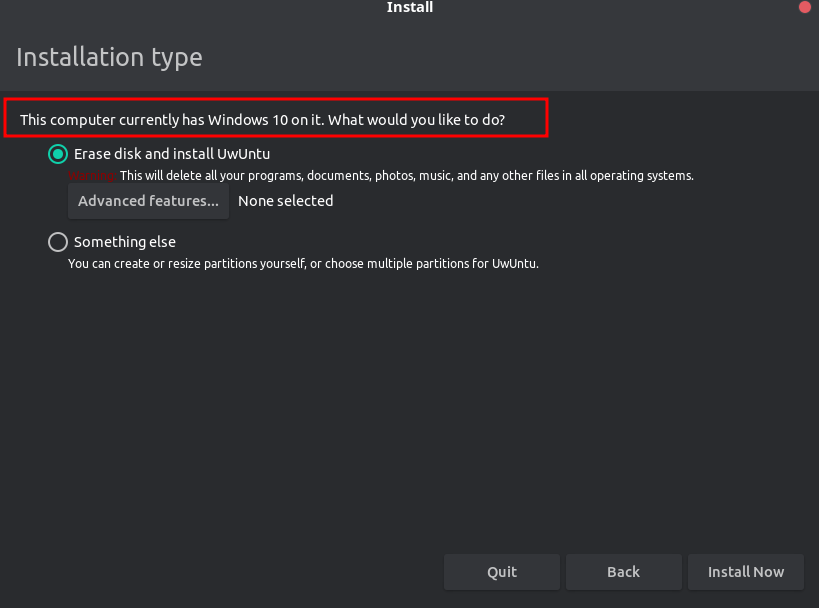 Install
Installation type
This computer currently has Windows 10 on it. What would you like to do?
Erase disk and install UwUntu
Warning: This will delete all your programs, documents, photos, music, and any other files in all operating systems.
Advanced features... None selected
Something else
You can create or resize partitions yourself, or choose multiple partitions for UwUntu.
Quit Back Install Now